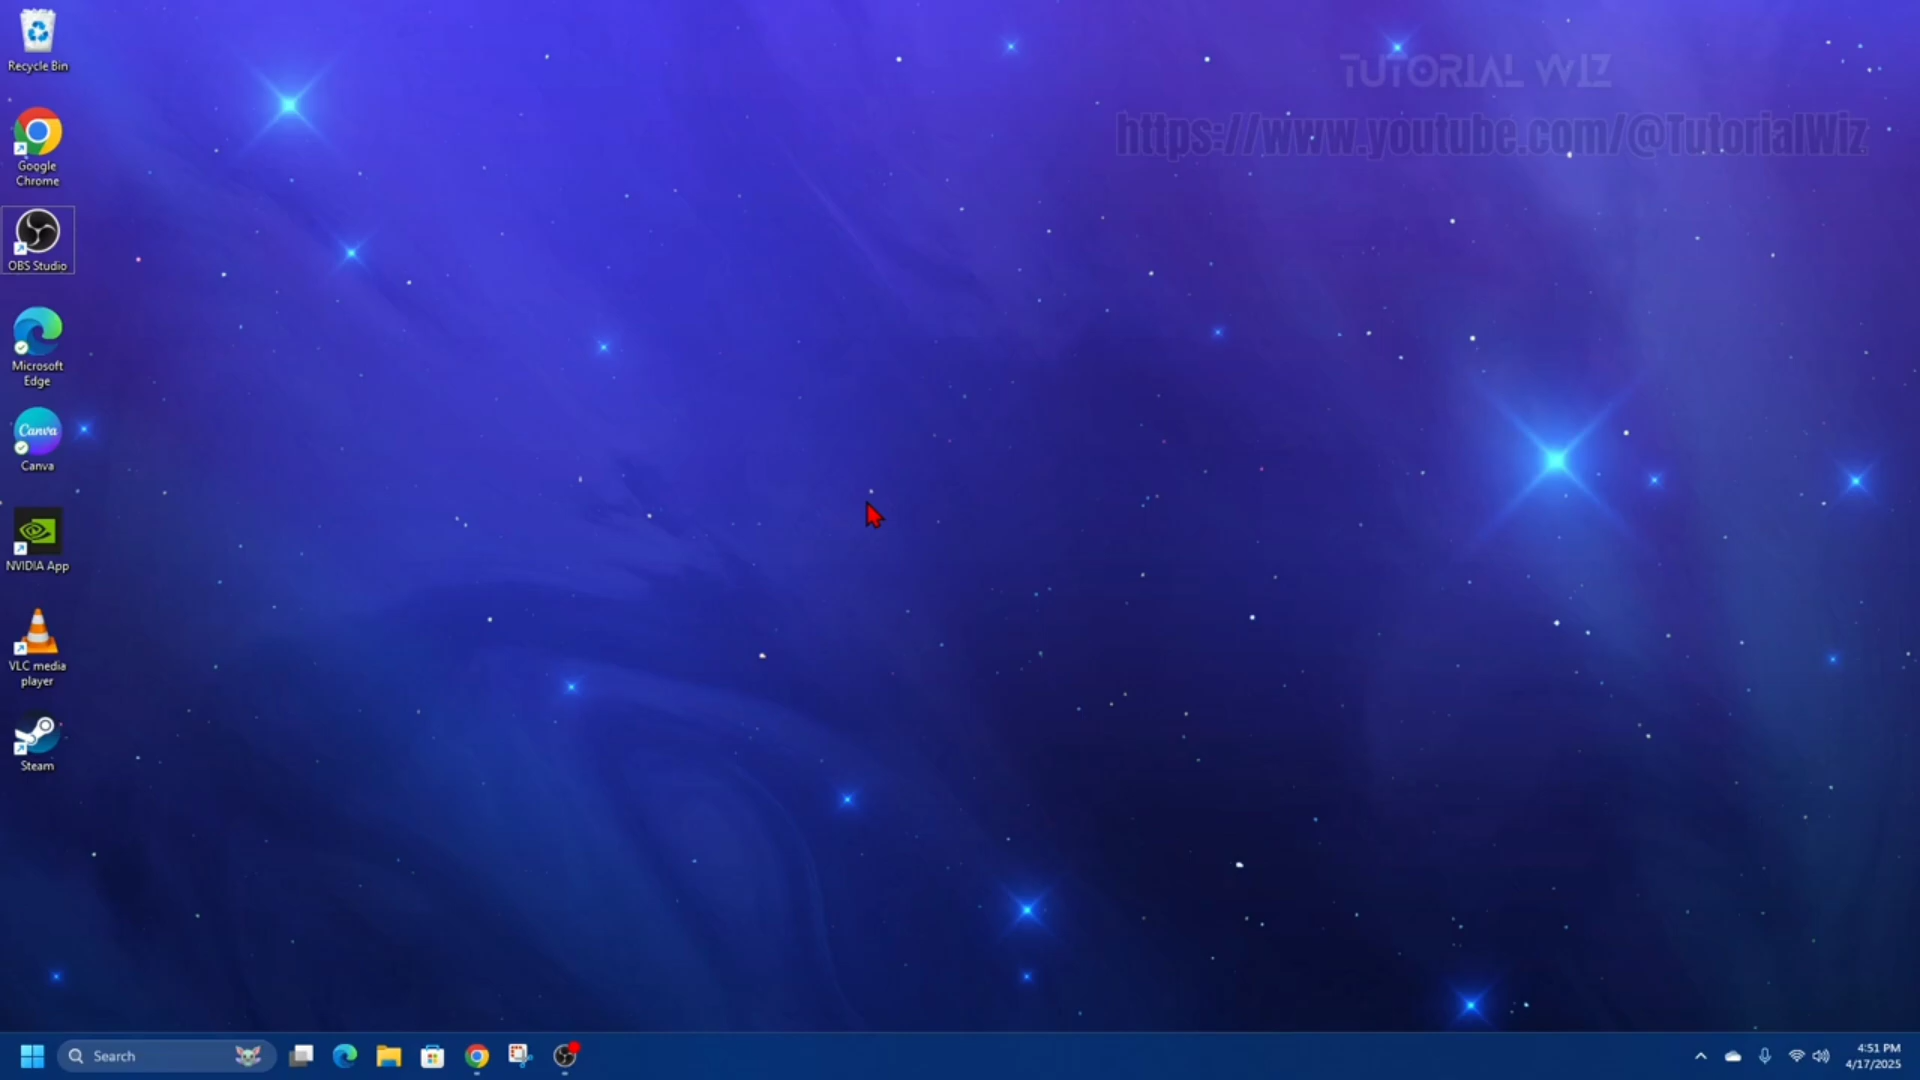 Recycle Bin
TUTORIAL WIZ
https://www.youtube.com/@TutorialWiz
Google
Chrome
OBS Studio
Microsoft
Edge
Canva
Canva
NVIDIA App
VLC media
player
Steam
Search
4:51 PM
4/17/2025